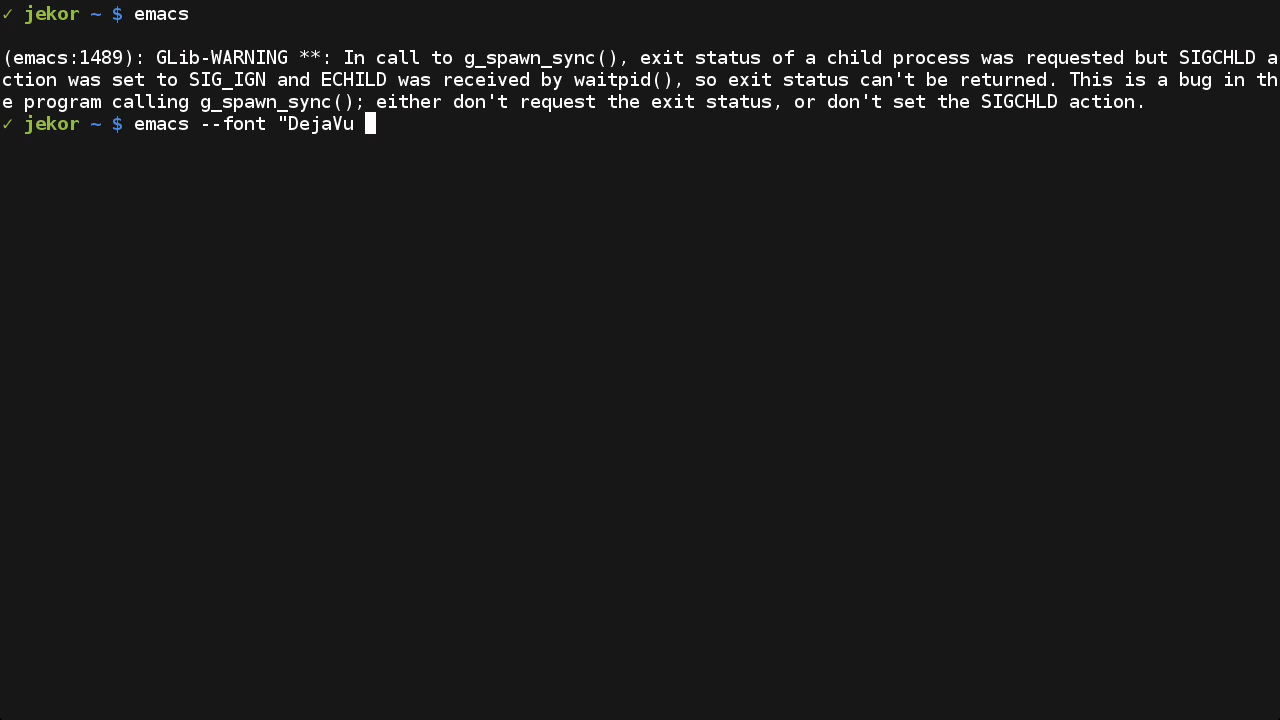 ✓ jekor ~ $ emacs
(emacs:1489): GLib-WARNING **: In call to g_spawn_sync(), exit status of a child process was requested but SIGCHLD a
ction was set to SIG_IGN and ECHILD was received by waitpid(), so exit status can't be returned. This is a bug in th
e program calling g_spawn_sync(); either don't request the exit status, or don't set the SIGCHLD action.
✓ jekor ~ $ emacs --font "DejaVu